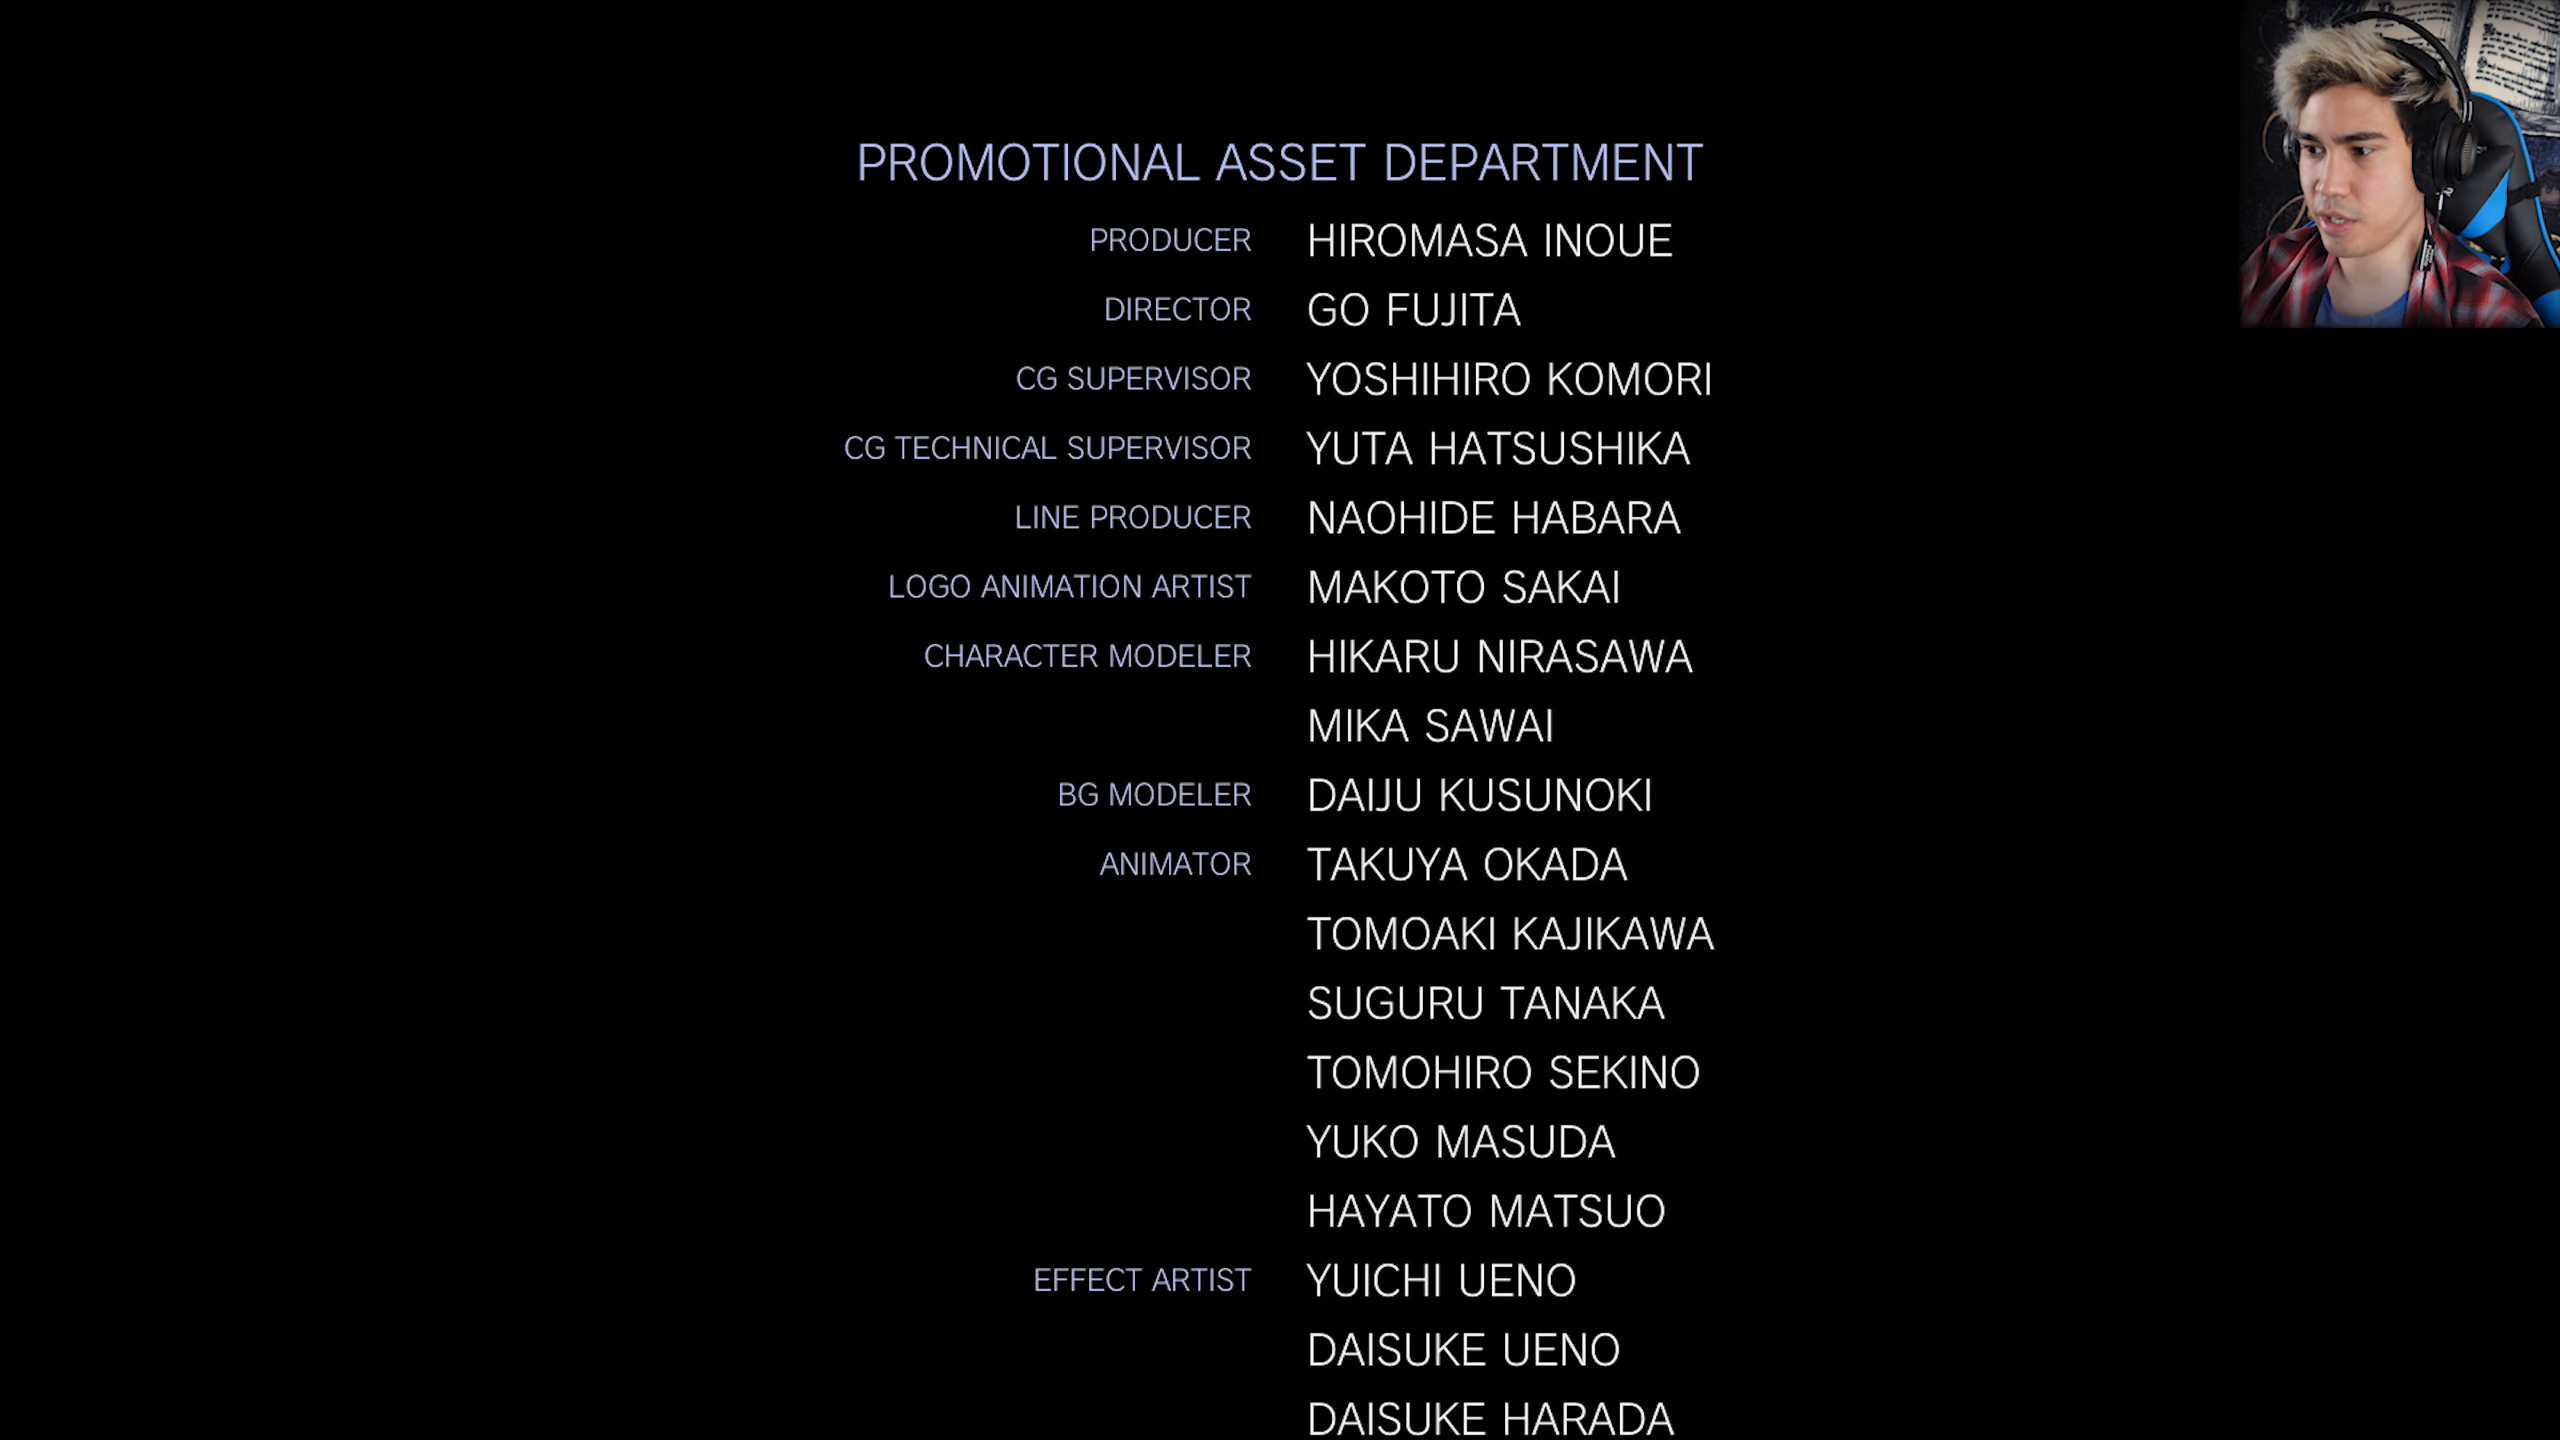 PROMOTIONAL ASSET DEPARTMENT
PRODUCER HIROMASA INOUE
DIRECTOR GO FUJITA
CG SUPERVISOR YOSHIHIRO KOMORI
CG TECHNICAL SUPERVISOR YUTA HATSUSHIKA
LINE PRODUCER NAOHIDE HABARA
LOGO ANIMATION ARTIST MAKOTO SAKAI
CHARACTER MODELER HIKARU NIRASAWA
MIKA SAWAI
BG MODELER DAIJU KUSUNOKI
ANIMATOR TAKUYA OKADA
TOMOAKI KAJIKAWA
SUGURU TANAKA
TOMOHIRO SEKINO
YUKO MASUDA
HAYATO MATSUO
EFFECT ARTIST YUICHI UENO
DAISUKE UENO
DAISUKE HARADA